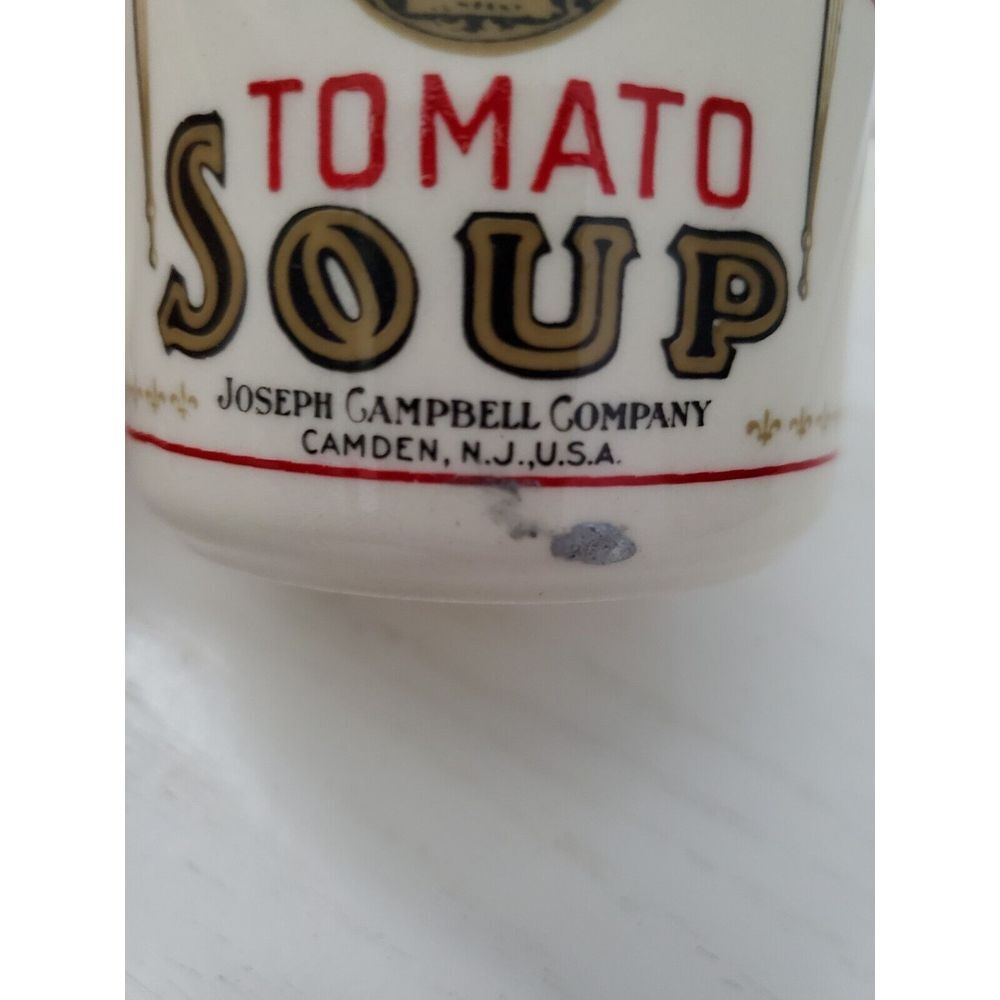 TOMATO
SOUP
JOSEPH CAMPBELL COMPANY
CAMDEN, N.J., U.S.A.